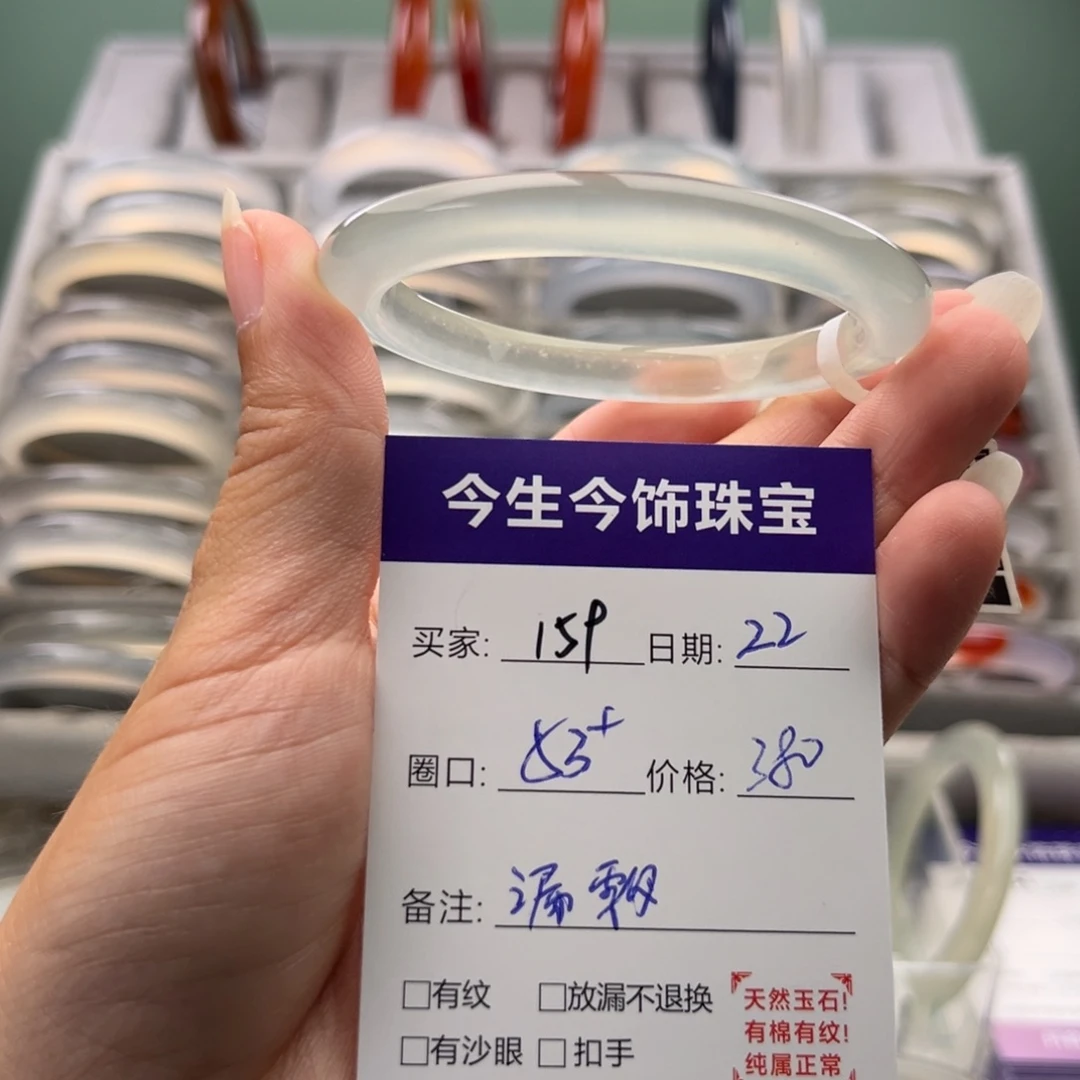 今生今饰珠宝
买家: 159 日期: 22
圈口: 53+ 价格: 380
备注: 漏飘
□有纹 □放漏不退换
□有沙眼 □扣手
天然玉石!
有棉有纹!
纯属正常